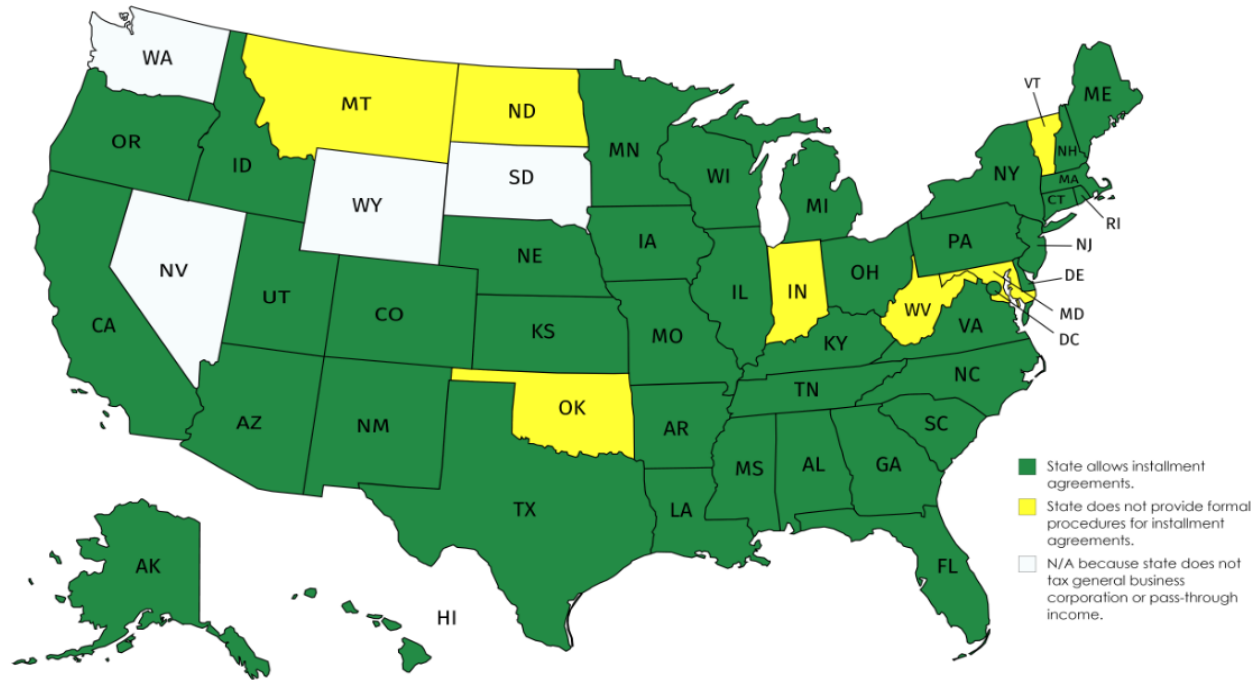 WA
MT
ND
MN
OR
ID
SD
WY
WI
MI
VT
ME
NH
NY
MA
CT
RI
NV
NE
IA
PA
NJ
UT
CO
IL
IN
OH
DE
CA
KS
MO
WV
VA
MD
KY
DC
AZ
NM
OK
AR
TN
NC
SC
MS
AL
GA
TX
LA
FL
AK
HI
State allows installment
agreements.
State does not provide formal
procedures for installment
agreements.
N/A because state does not
tax general business
corporation or pass-through
income.